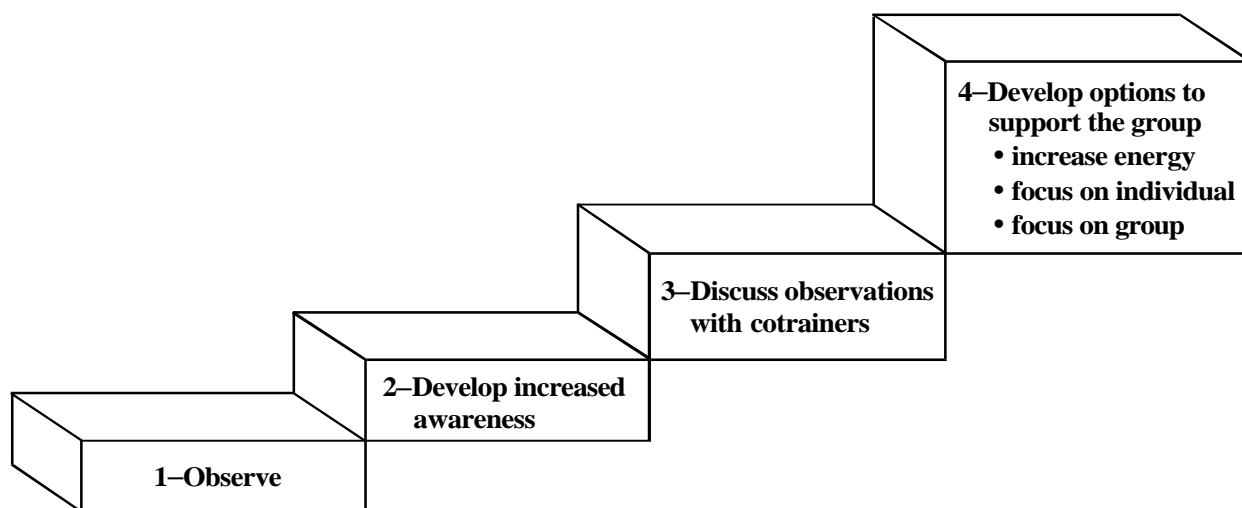 1–Observe
2–Develop increased
awareness
3–Discuss observations
with cotrainers
4–Develop options to
support the group
• increase energy
• focus on individual
• focus on group